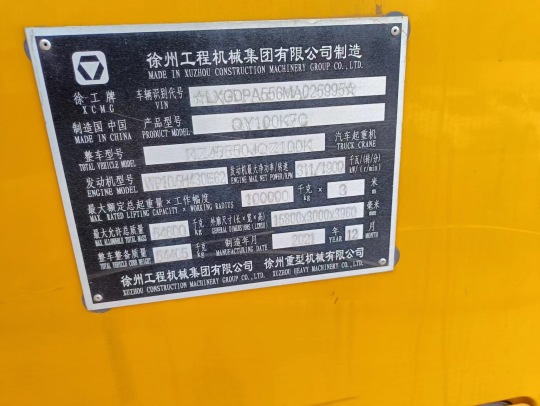 徐州工程机械集团有限公司制造
MADE IN XUZHOU CONSTRUCTION MACHINERY GROUP CO., LTD.
徐工牌 车辆识别代号
XCMG VIN
制造国 中国 产品型号 QY100K7C
MADE IN CHINA PRODUCT MODEL
整车型号 汽车起重机
TOTAL VEHICLE MODEL TRUCK CRANE
发动机型号 发动机最大净功率/转速 311/1900 千瓦/(转/分)
ENGINE MODEL ENGINE MAX NET POWER/RPM kW/(r/min)
最大额定总起重量×工作幅度 100000 千克 × 3 米
MAX. RATED LIFTING CAPACITY × WORKING RADIUS kg m
最大允许总质量 千克 外廓尺寸(长×宽×高) 毫米
MAX ALLOWABLE TOTAL MASS kg GENERAL DIMENSIONS (LXWXH) mm
整车整备质量 千克 制造年月 2021 年 12 月
TOTAL VEHICLE CURB WEIGHT kg MANUFACTURING DATE YEAR MONTH
徐州工程机械集团有限公司 徐州重型机械有限公司
XUZHOU CONSTRUCTION MACHINERY GROUP CO., LTD. XUZHOU HEAVY MACHINERY CO., LTD.